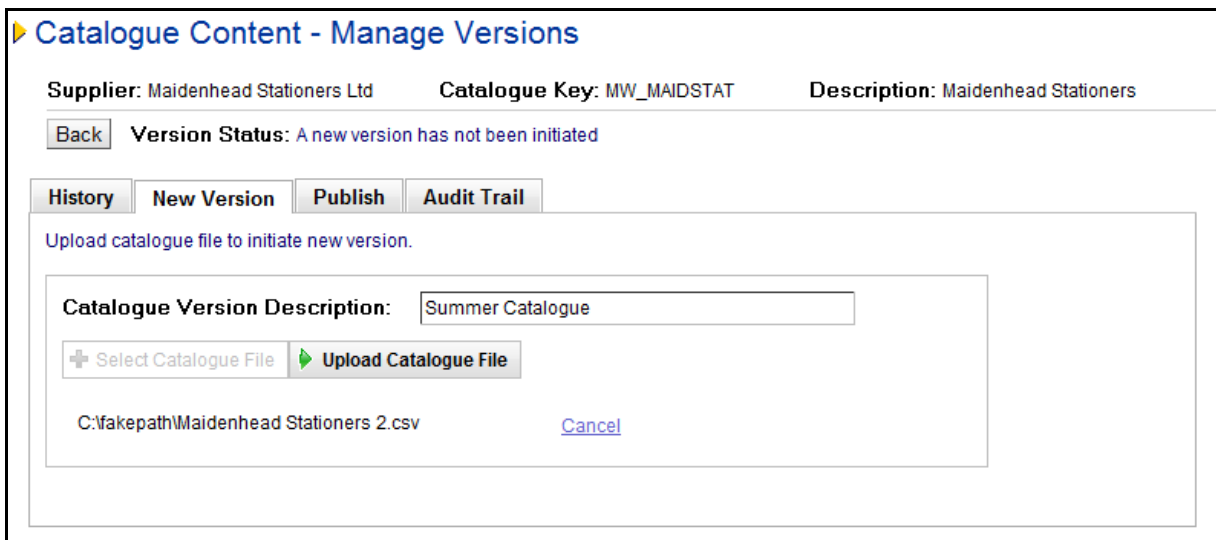 Catalogue Content - Manage Versions
Supplier: Maidenhead Stationers Ltd Catalogue Key: MW_MAIDSTAT Description: Maidenhead Stationers
Back Version Status: A new version has not been initiated
History New Version Publish Audit Trail
Upload catalogue file to initiate new version.
Catalogue Version Description: Summer Catalogue
Select Catalogue File Upload Catalogue File
C:\fakepath\Maidenhead Stationers 2.csv Cancel